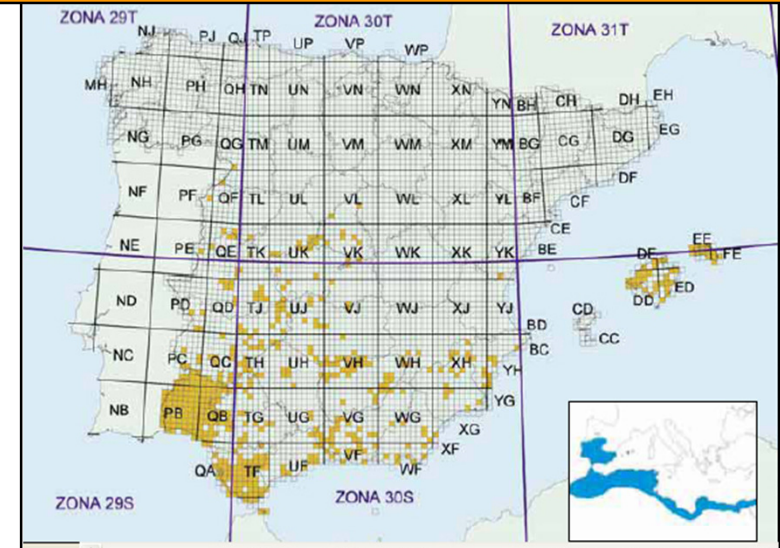 ZONA 29T ZONA 30T ZONA 31T
NJ PJ QJ TP UP VP WP
MH NH PH QH TN UN VN WN XN YN BH CH DH EH
NG PG QG TM UM VM WM XM YM BG CG DG EG
NF PF QF TL UL VL WL XL YL BF CF DF
NE PE QE TK UK VK WK XK YK BE CE DF EE FE
ND PD QD TJ UJ VJ WJ XJ YJ BD CD DD ED
NC PC QC TH UH VH WH XH YH BC CC
NB PB QB TG UG VG WG XG YG
QA TF UF VF WF XF
ZONA 29S ZONA 30S